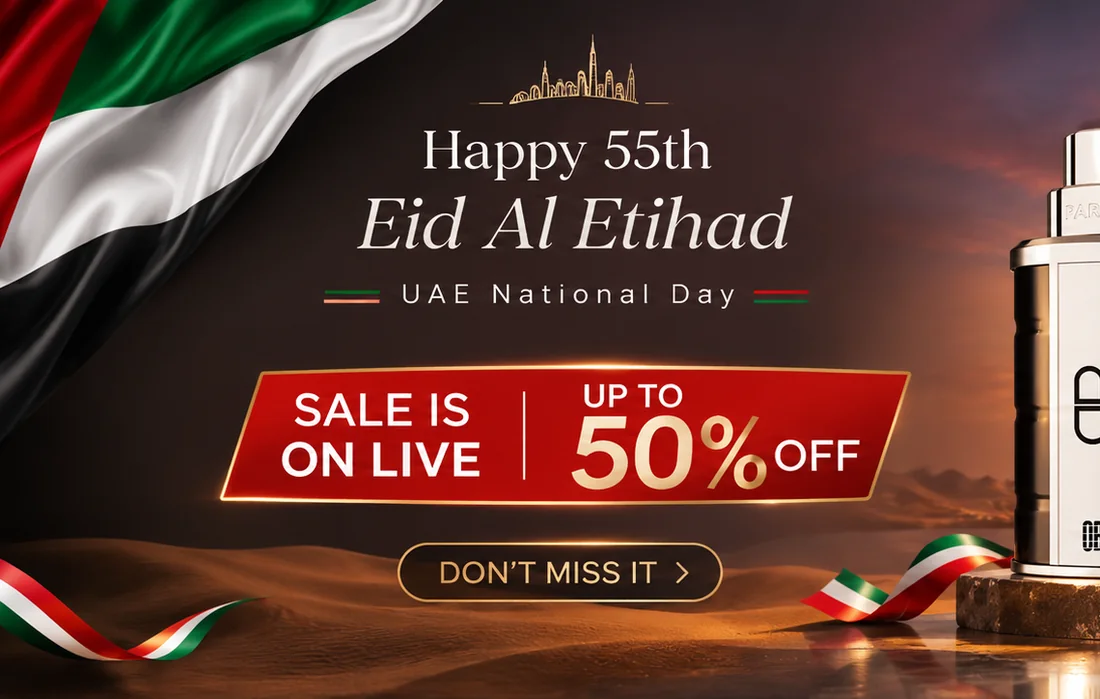 Happy 55th
Eid Al Etihad
UAE National Day
SALE IS
ON LIVE
UP TO
50% OFF
DON'T MISS IT >
PAR